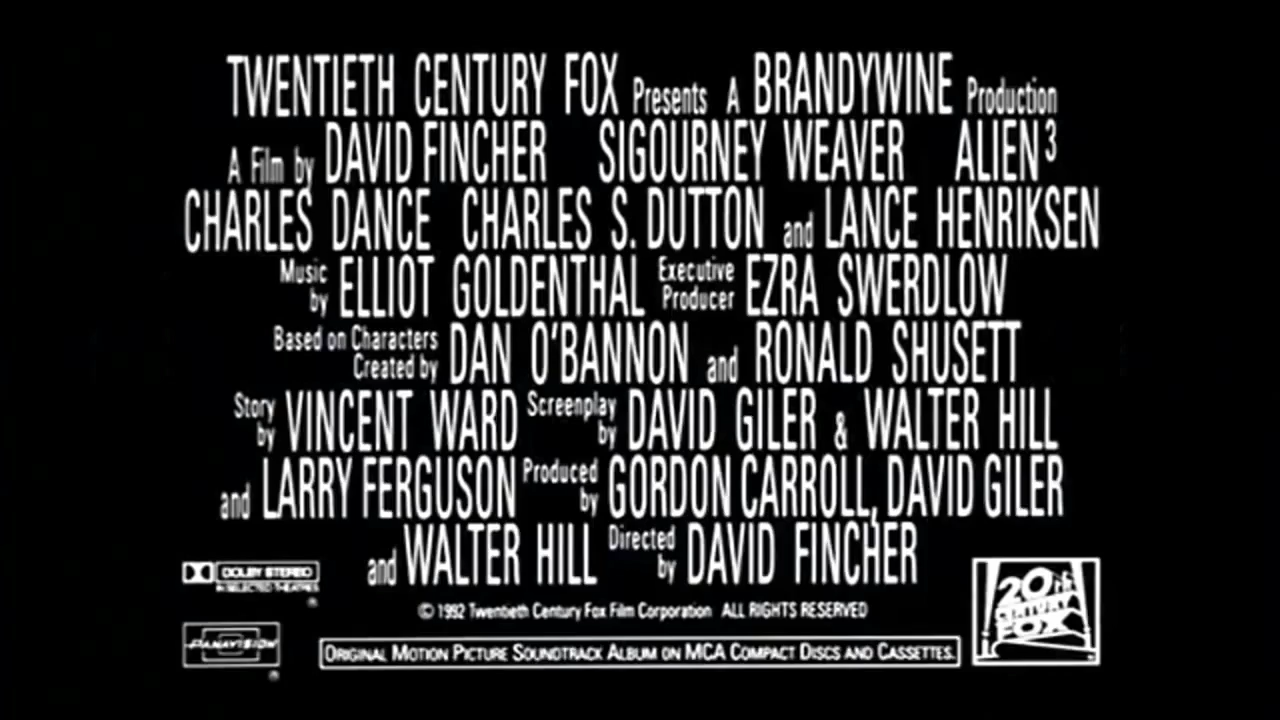 TWENTIETH CENTURY FOX Presents A BRANDYWINE Production
A Film by DAVID FINCHER SIGOURNEY WEAVER ALIEN³
CHARLES DANCE CHARLES S. DUTTON and LANCE HENRIKSEN
Music by ELLIOT GOLDENTHAL Executive Producer EZRA SWERDLOW
Based on Characters Created by DAN O'BANNON and RONALD SHUSETT
Story by VINCENT WARD Screenplay by DAVID GILER & WALTER HILL
and LARRY FERGUSON Produced by GORDON CARROLL, DAVID GILER
and WALTER HILL Directed by DAVID FINCHER
DOLBY STEREO
IN SELECTED THEATRES
© 1992 Twentieth Century Fox Film Corporation ALL RIGHTS RESERVED
PANAVISION
ORIGINAL MOTION PICTURE SOUNDTRACK ALBUM ON MCA COMPACT DISCS AND CASSETTES.
20th
CENTURY
FOX